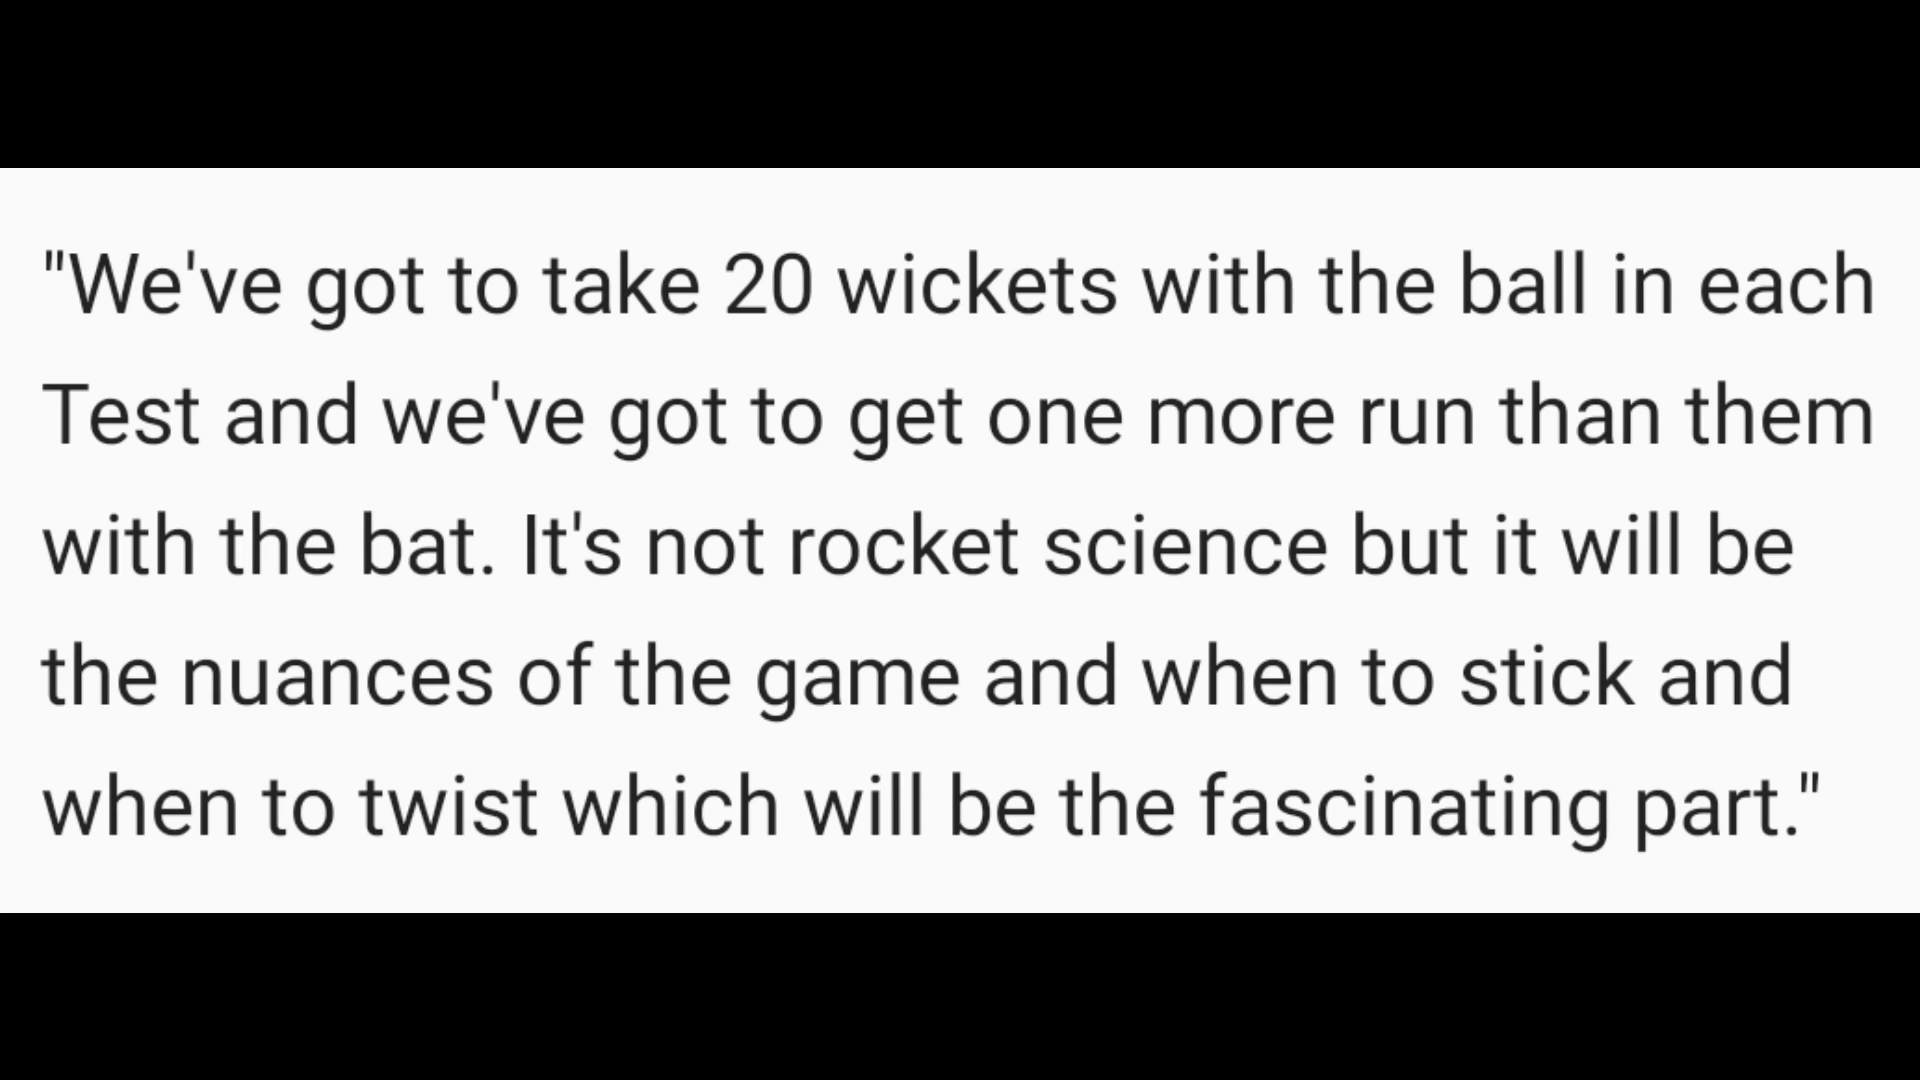 "We've got to take 20 wickets with the ball in each
Test and we've got to get one more run than them
with the bat. It's not rocket science but it will be
the nuances of the game and when to stick and
when to twist which will be the fascinating part."